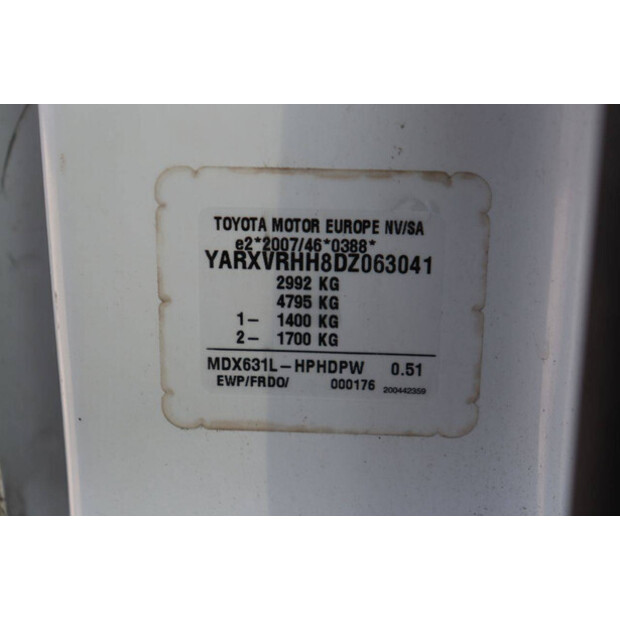 TOYOTA MOTOR EUROPE NV/SA
e2*2007/46*0388*
YARXVRHH8DZ063041
2992 KG
4795 KG
1- 1400 KG
2- 1700 KG
MDX631L-HPHDPW 0.51
EWP/FRDO/ 000176 200442359